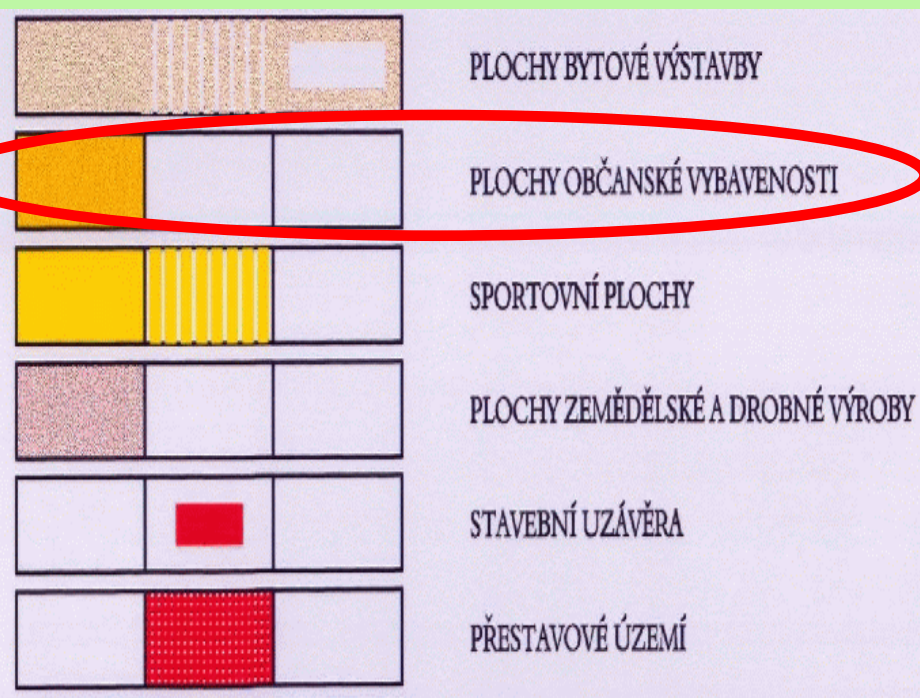 PLOCHY BYTOVÉ VÝSTAVBY
PLOCHY OBČANSKÉ VYBAVENOSTI
SPORTOVNÍ PLOCHY
PLOCHY ZEMĚDĚLSKÉ A DROBNÉ VÝROBY
STAVEBNÍ UZÁVĚRA
PŘESTAVOVÉ ÚZEMÍ